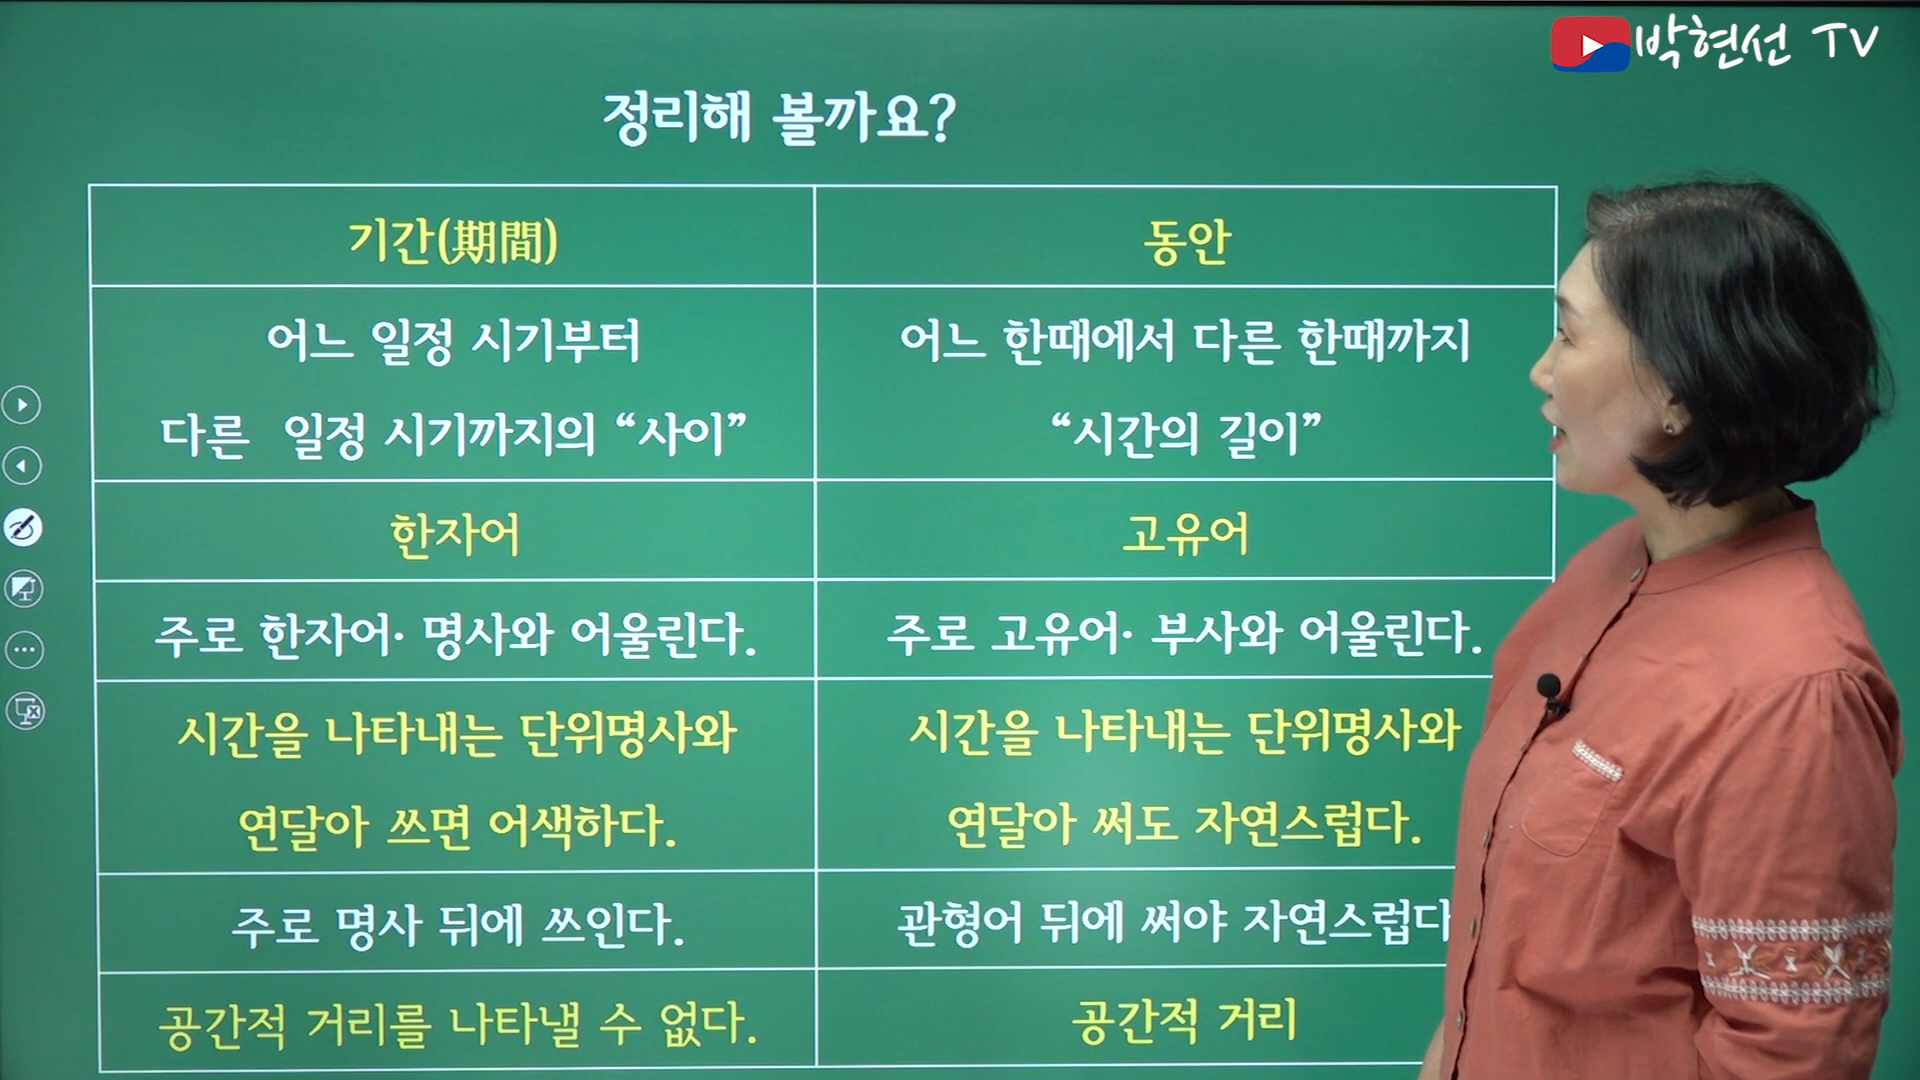 박현선 TV
정리해 볼까요?
기간(期間)
동안
어느 일정 시기부터
다른 일정 시기까지의 “사이”
어느 한때에서 다른 한때까지
“시간의 길이”
한자어
고유어
주로 한자어· 명사와 어울린다.
주로 고유어· 부사와 어울린다.
시간을 나타내는 단위명사와
연달아 쓰면 어색하다.
시간을 나타내는 단위명사와
연달아 써도 자연스럽다.
주로 명사 뒤에 쓰인다.
관형어 뒤에 써야 자연스럽다
공간적 거리를 나타낼 수 없다.
공간적 거리